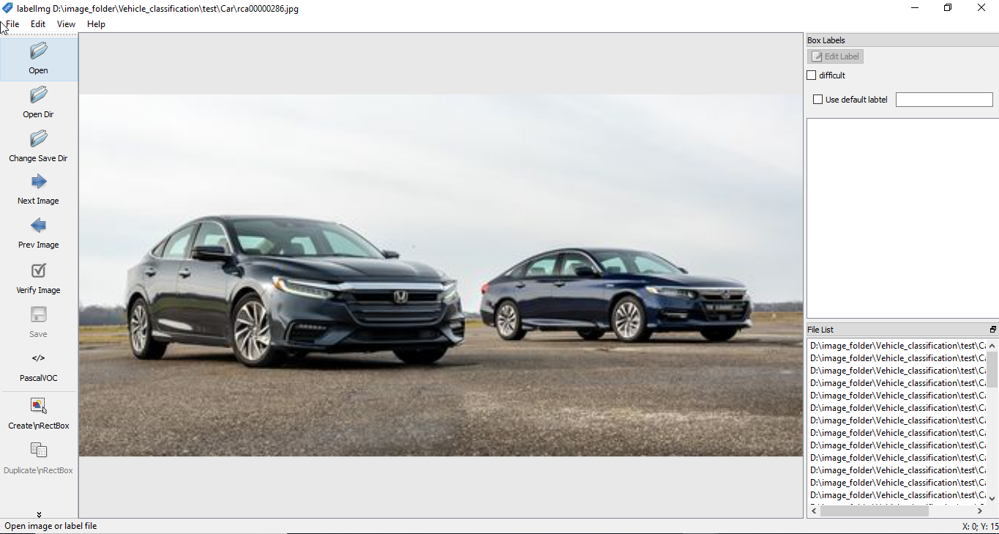 labelImg D:\image_folder\Vehicle_classification\test\Car\rca00000286.jpg
File Edit View Help
Open
Open Dir
Change Save Dir
Next Image
Prev Image
Verify Image
Save
</>
PascalVOC
Create\nRectBox
Duplicate\nRectBox
Box Labels
Edit Label
difficult
Use default labtel
File List
D:\image_folder\Vehicle_classification\test\Ca
D:\image_folder\Vehicle_classification\test\Ca
D:\image_folder\Vehicle_classification\test\Ca
D:\image_folder\Vehicle_classification\test\Ca
D:\image_folder\Vehicle_classification\test\Ca
D:\image_folder\Vehicle_classification\test\Ca
D:\image_folder\Vehicle_classification\test\Ca
D:\image_folder\Vehicle_classification\test\Ca
D:\image_folder\Vehicle_classification\test\Ca
D:\image_folder\Vehicle_classification\test\Ca
D:\image_folder\Vehicle_classification\test\Ca
D:\image_folder\Vehicle_classification\test\Ca
D:\image_folder\Vehicle_classification\test\Ca
Open image or label file
X: 0; Y: 15